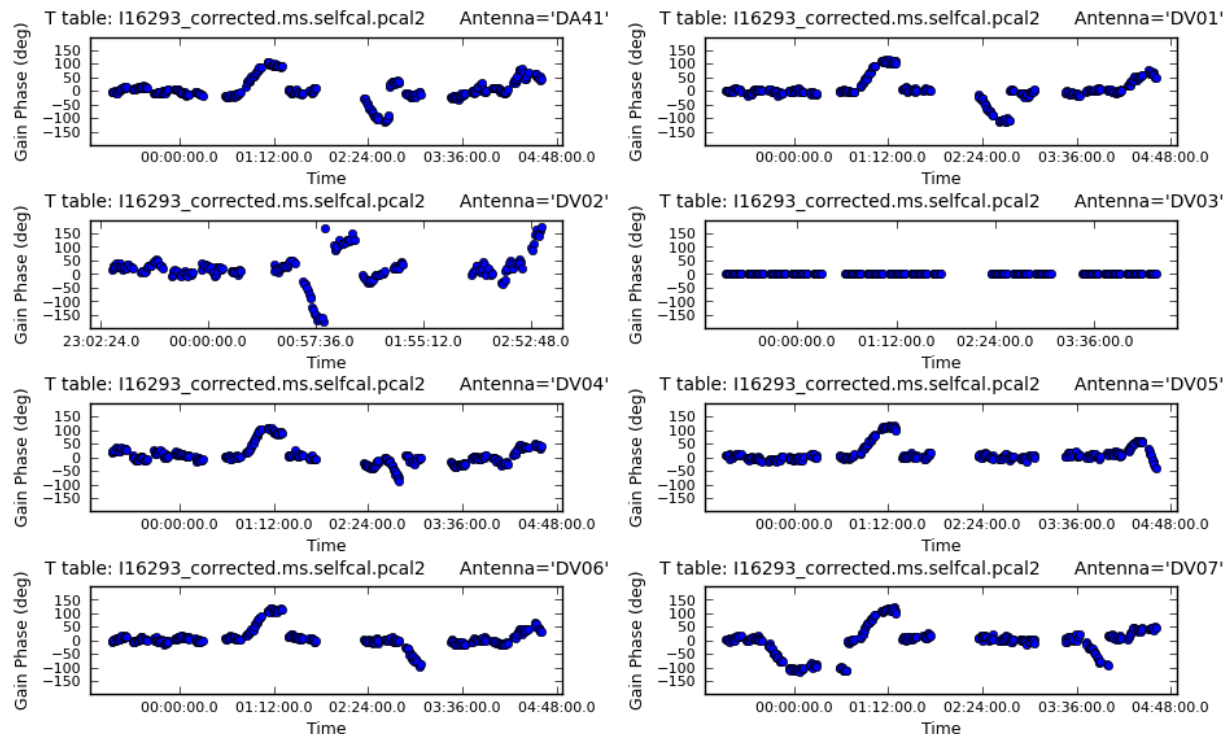 T table: I16293_corrected.ms.selfcal.pcal2 Antenna='DA41'
Gain Phase (deg)
150
100
50
0
−50
−100
−150
00:00:00.0 01:12:00.0 02:24:00.0 03:36:00.0 04:48:00.0
Time
T table: I16293_corrected.ms.selfcal.pcal2 Antenna='DV01'
Gain Phase (deg)
150
100
50
0
−50
−100
−150
00:00:00.0 01:12:00.0 02:24:00.0 03:36:00.0 04:48:00.0
Time
T table: I16293_corrected.ms.selfcal.pcal2 Antenna='DV02'
Gain Phase (deg)
150
100
50
0
−50
−100
−150
23:02:24.0 00:00:00.0 00:57:36.0 01:55:12.0 02:52:48.0
Time
T table: I16293_corrected.ms.selfcal.pcal2 Antenna='DV03'
Gain Phase (deg)
150
100
50
0
−50
−100
−150
00:00:00.0 01:12:00.0 02:24:00.0 03:36:00.0
Time
T table: I16293_corrected.ms.selfcal.pcal2 Antenna='DV04'
Gain Phase (deg)
150
100
50
0
−50
−100
−150
00:00:00.0 01:12:00.0 02:24:00.0 03:36:00.0 04:48:00.0
Time
T table: I16293_corrected.ms.selfcal.pcal2 Antenna='DV05'
Gain Phase (deg)
150
100
50
0
−50
−100
−150
00:00:00.0 01:12:00.0 02:24:00.0 03:36:00.0 04:48:00.0
Time
T table: I16293_corrected.ms.selfcal.pcal2 Antenna='DV06'
Gain Phase (deg)
150
100
50
0
−50
−100
−150
00:00:00.0 01:12:00.0 02:24:00.0 03:36:00.0 04:48:00.0
Time
T table: I16293_corrected.ms.selfcal.pcal2 Antenna='DV07'
Gain Phase (deg)
150
100
50
0
−50
−100
−150
00:00:00.0 01:12:00.0 02:24:00.0 03:36:00.0 04:48:00.0
Time